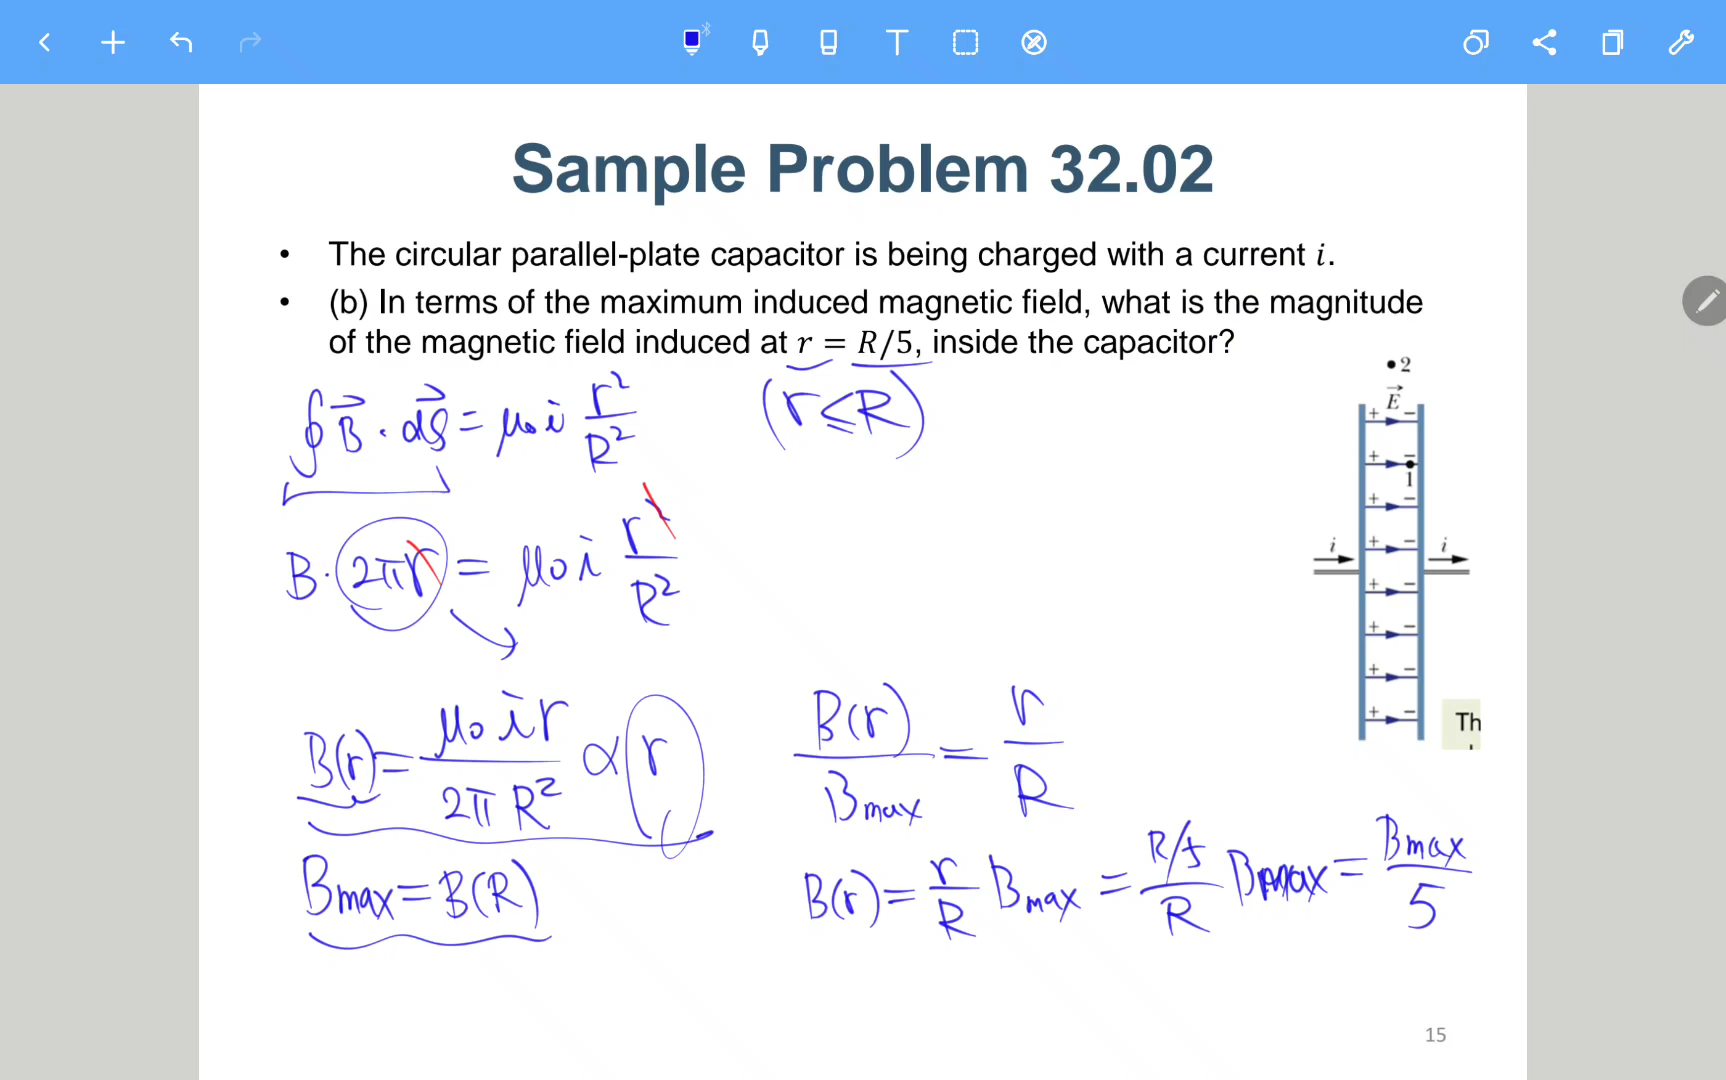 Sample Problem 32.02
• The circular parallel-plate capacitor is being charged with a current i.
• (b) In terms of the maximum induced magnetic field, what is the magnitude
of the magnetic field induced at r = R/5, inside the capacitor?
∮B⃗ · ds⃗ = μ₀ i r²/R² (r ≤ R)
B · 2πr = μ₀ i r²/R²
B(r) = μ₀ i r / 2π R² ∝ r
B(r)/Bmax = r/R
Bmax = B(R)
B(r) = r/R Bmax = R/5/R Bmax = Bmax/5
• 2
E⃗
+ −
+ −
1
+ −
i + − i
+ −
+ −
+ −
+ −
Th
15